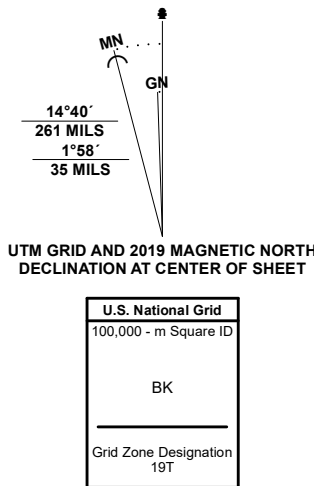 MN
GN
14°40´
261 MILS
1°58´
35 MILS
UTM GRID AND 2019 MAGNETIC NORTH
DECLINATION AT CENTER OF SHEET
U.S. National Grid
100,000 - m Square ID
BK
Grid Zone Designation
19T